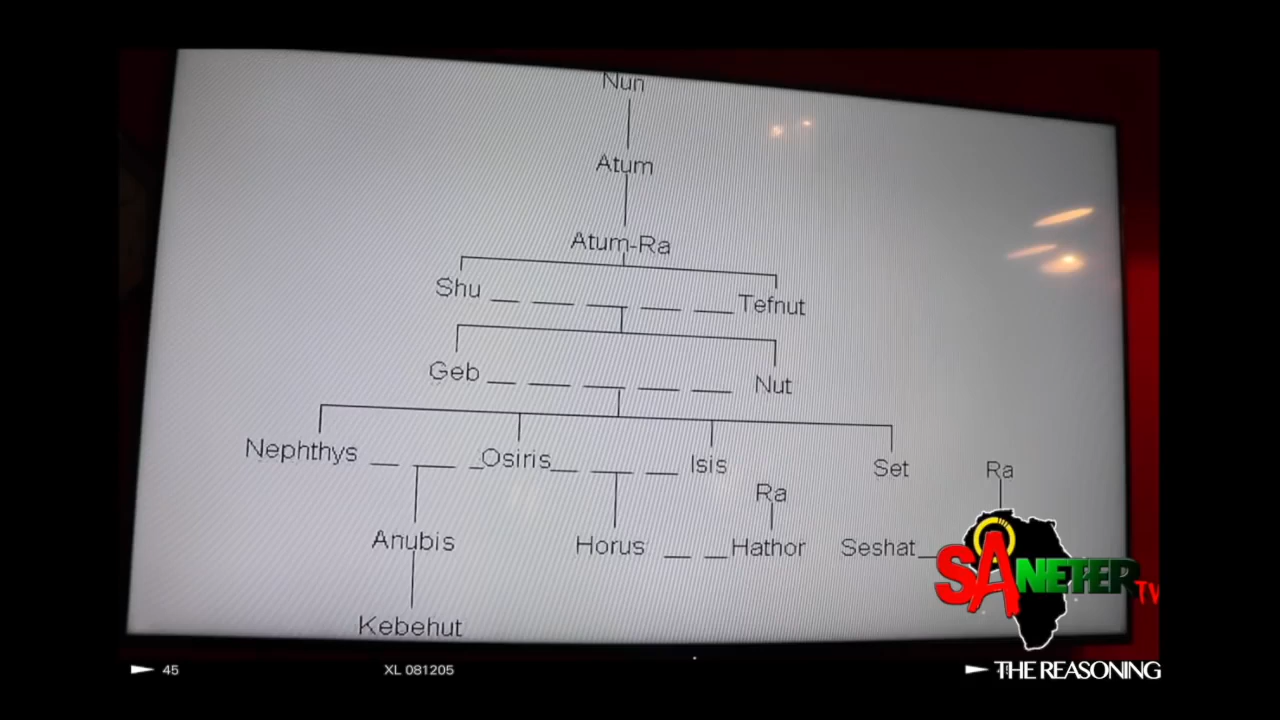 Nun
Atum
Atum-Ra
Shu Tefnut
Geb Nut
Nephthys Osiris Isis Set Ra
Ra
Anubis Horus Hathor Seshat
Kebehut
SANETER TV
THE REASONING
45 XL 081205